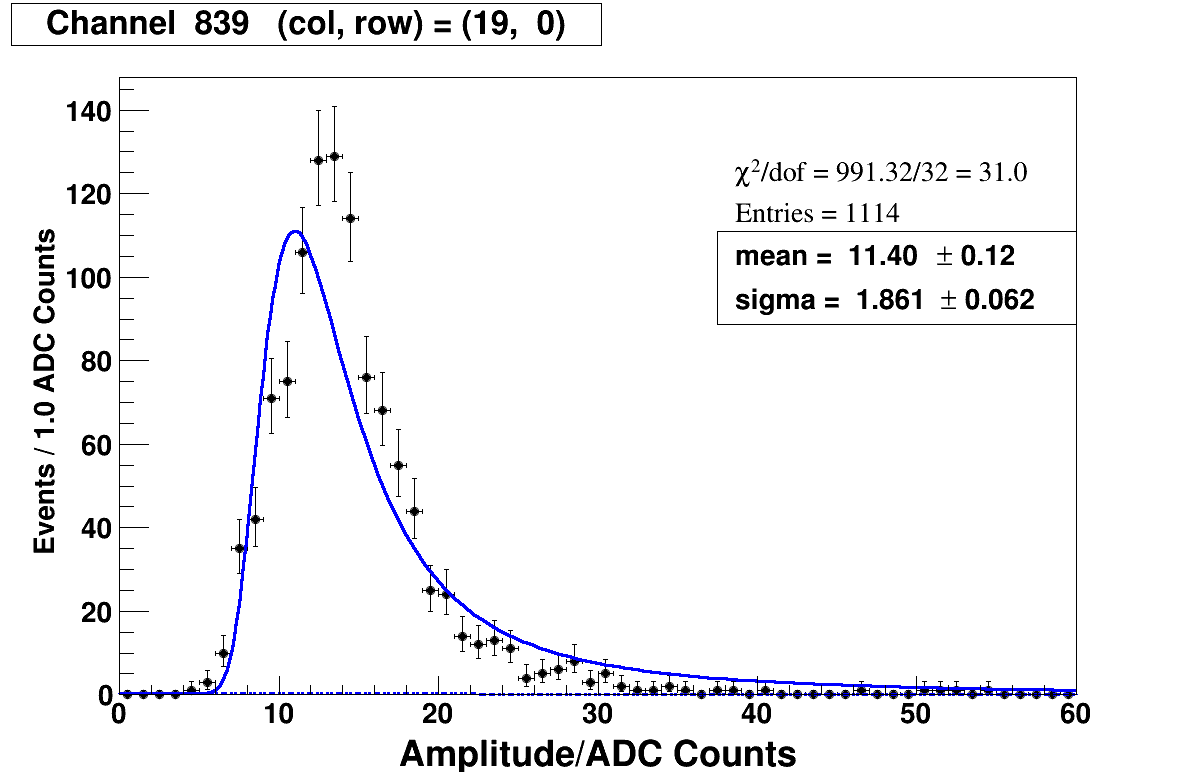 Channel 839 (col, row) = (19, 0)
140
120
100
80
60
40
20
0
Events / 1.0 ADC Counts
χ²/dof = 991.32/32 = 31.0
Entries = 1114
mean = 11.40 ± 0.12
sigma = 1.861 ± 0.062
0 10 20 30 40 50 60
Amplitude/ADC Counts